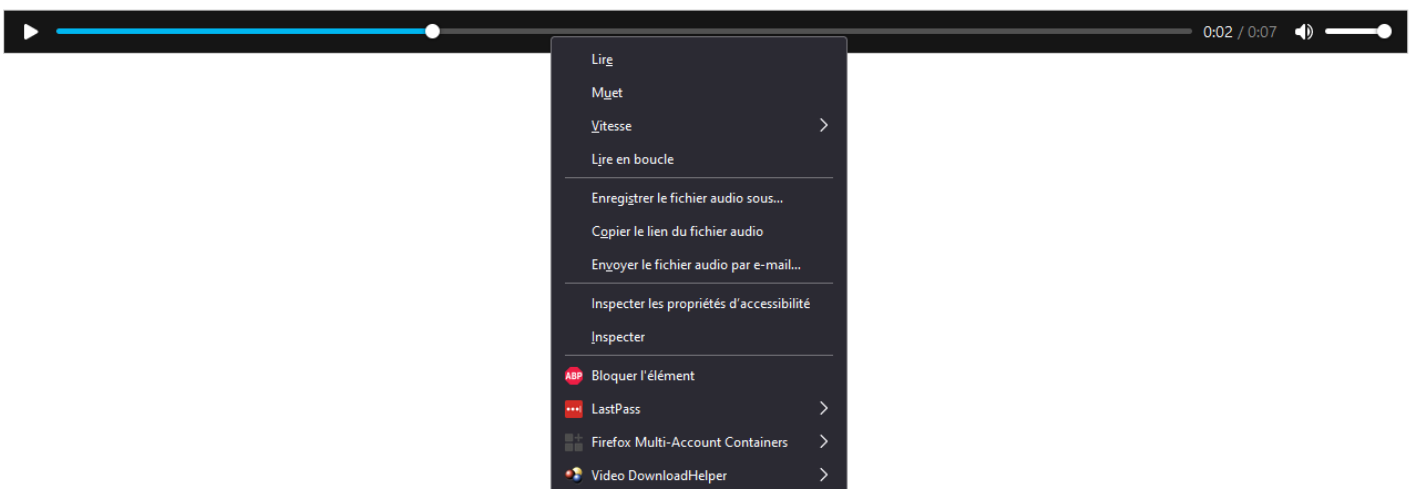 0:02 / 0:07
Lire
Muet
Vitesse
Lire en boucle
Enregistrer le fichier audio sous...
Copier le lien du fichier audio
Envoyer le fichier audio par e-mail...
Inspecter les propriétés d’accessibilité
Inspecter
ABP Bloquer l'élément
LastPass
Firefox Multi-Account Containers
Video DownloadHelper